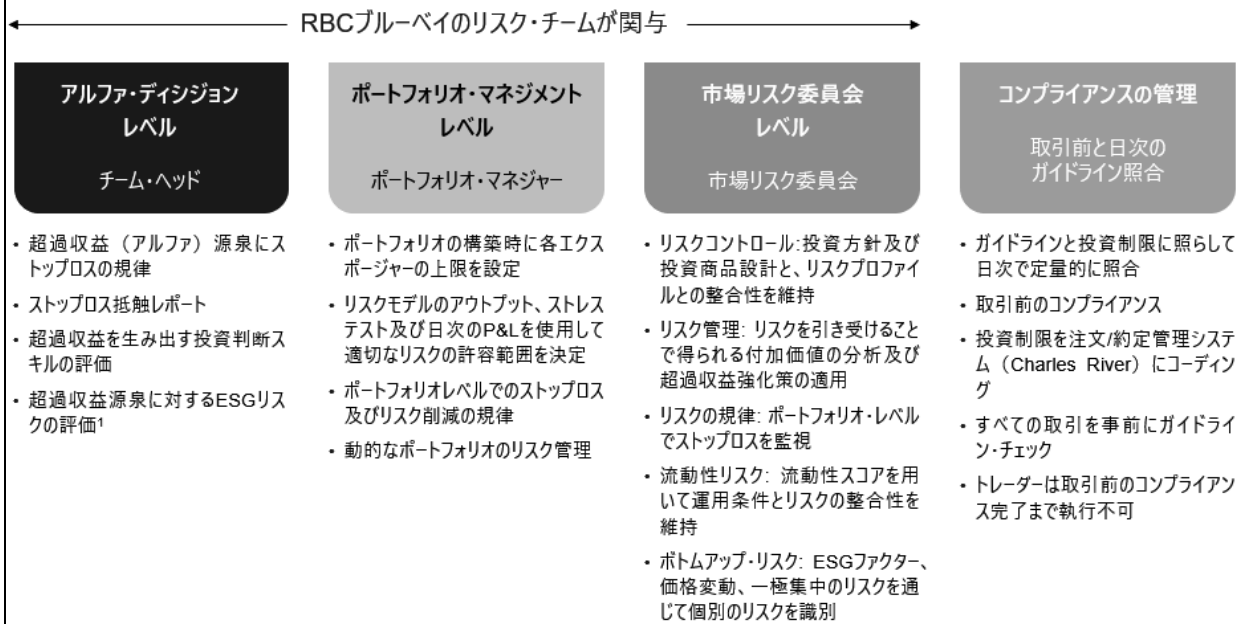 RBCブルーベイのリスク・チームが関与
アルファ・ディシジョン
レベル
チーム・ヘッド
・超過収益（アルファ）源泉にス
トップロスの規律
・ストップロス抵触レポート
・超過収益を生み出す投資判断ス
キルの評価
・超過収益源泉に対するESGリス
クの評価¹
ポートフォリオ・マネジメント
レベル
ポートフォリオ・マネジャー
・ポートフォリオの構築時に各エクス
ポージャーの上限を設定
・リスクモデルのアウトプット、ストレス
テスト及び日次のP&Lを使用して
適切なリスクの許容範囲を決定
・ポートフォリオレベルでのストップロス
及びリスク削減の規律
・動的なポートフォリオのリスク管理
市場リスク委員会
レベル
市場リスク委員会
・リスクコントロール:投資方針及び
投資商品設計と、リスクプロファイ
ルとの整合性を維持
・リスク管理: リスクを引き受けること
で得られる付加価値の分析及び
超過収益強化策の適用
・リスクの規律: ポートフォリオ・レベル
でストップロスを監視
・流動性リスク: 流動性スコアを用
いて運用条件とリスクの整合性を
維持
・ボトムアップ・リスク: ESGファクター、
価格変動、一極集中のリスクを通
じて個別のリスクを識別
コンプライアンスの管理
取引前と日次の
ガイドライン照合
・ガイドラインと投資制限に照らして
日次で定量的に照合
・取引前のコンプライアンス
・投資制限を注文/約定管理システ
ム（Charles River）にコーディン
グ
・すべての取引を事前にガイドライ
ン・チェック
・トレーダーは取引前のコンプライアン
ス完了まで執行不可